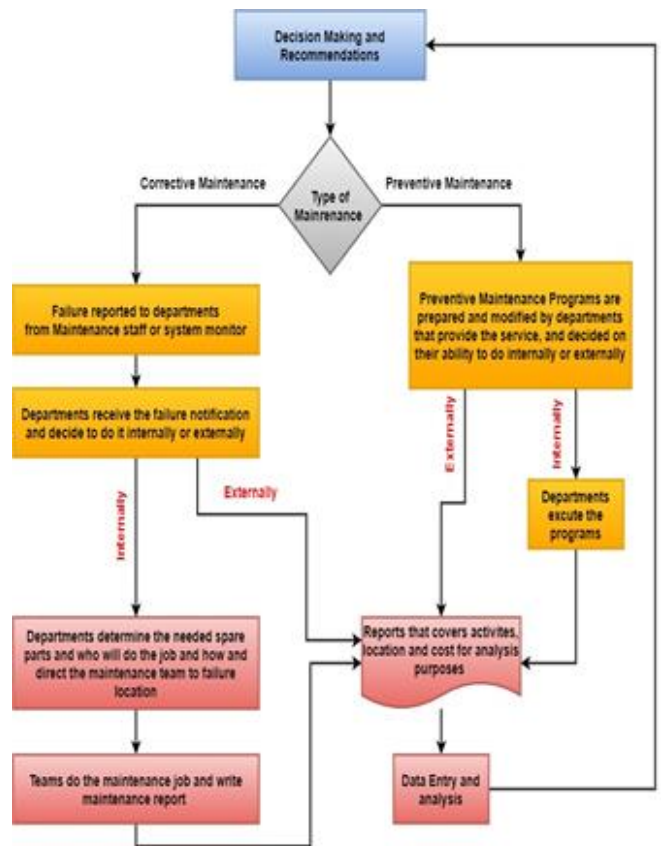 Decision Making and
Recommendations
Corrective Maintenance
Preventive Maintenance
Type of
Mainrenance
Failure reported to departments
from Maintenance staff or system monitor
Preventive Maintenance Programs are
prepared and modified by departments
that provide the service, and decided on
their ability to do internally or externally
Departments receive the failure notification
and decide to do it internally or externally
Externally
Internally
Internally
Externally
Departments
excute the
programs
Departments determine the needed spare
parts and who will do the job and how and
direct the maintenance team to failure
location
Reports that covers activites,
location and cost for analysis
purposes
Teams do the maintenance job and write
maintenance report
Data Entry and
analysis